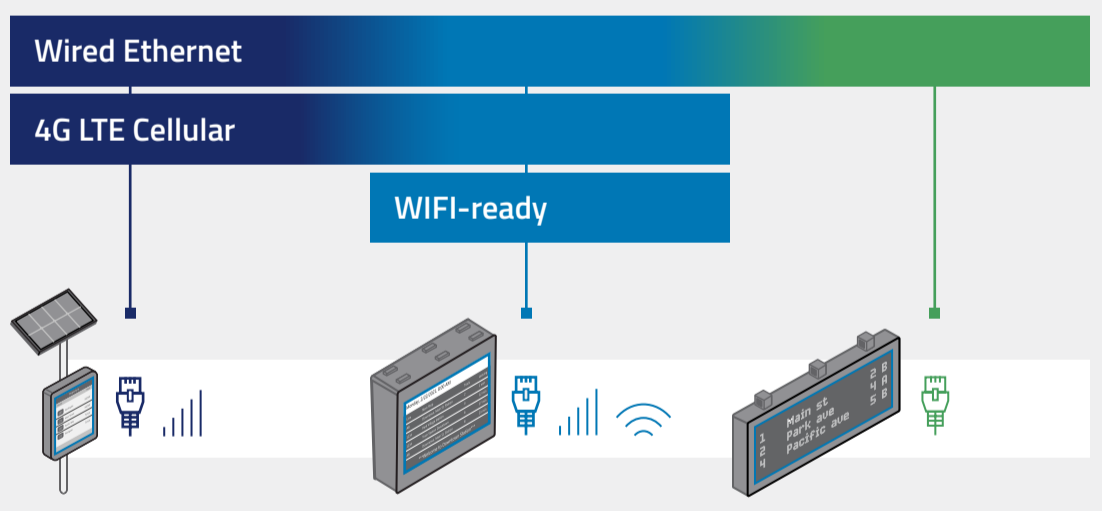 Wired Ethernet
4G LTE Cellular
WIFI-ready
1 Main st 2 B
2 Park ave 4 A
4 Pacific ave 5 B